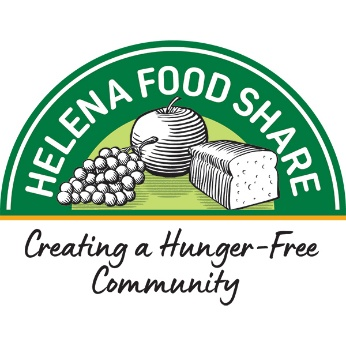 HELENA FOOD SHARE
Creating a Hunger-Free
Community